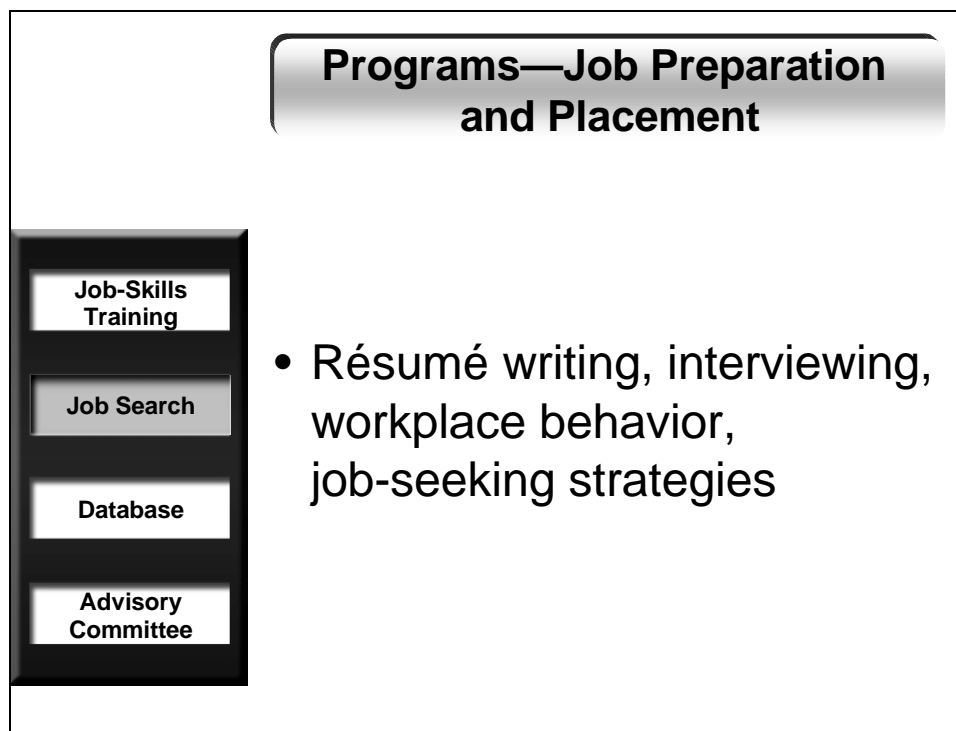 Programs—Job Preparation
and Placement
Job-Skills
Training
Job Search
Database
Advisory
Committee
• Résumé writing, interviewing,
workplace behavior,
job-seeking strategies